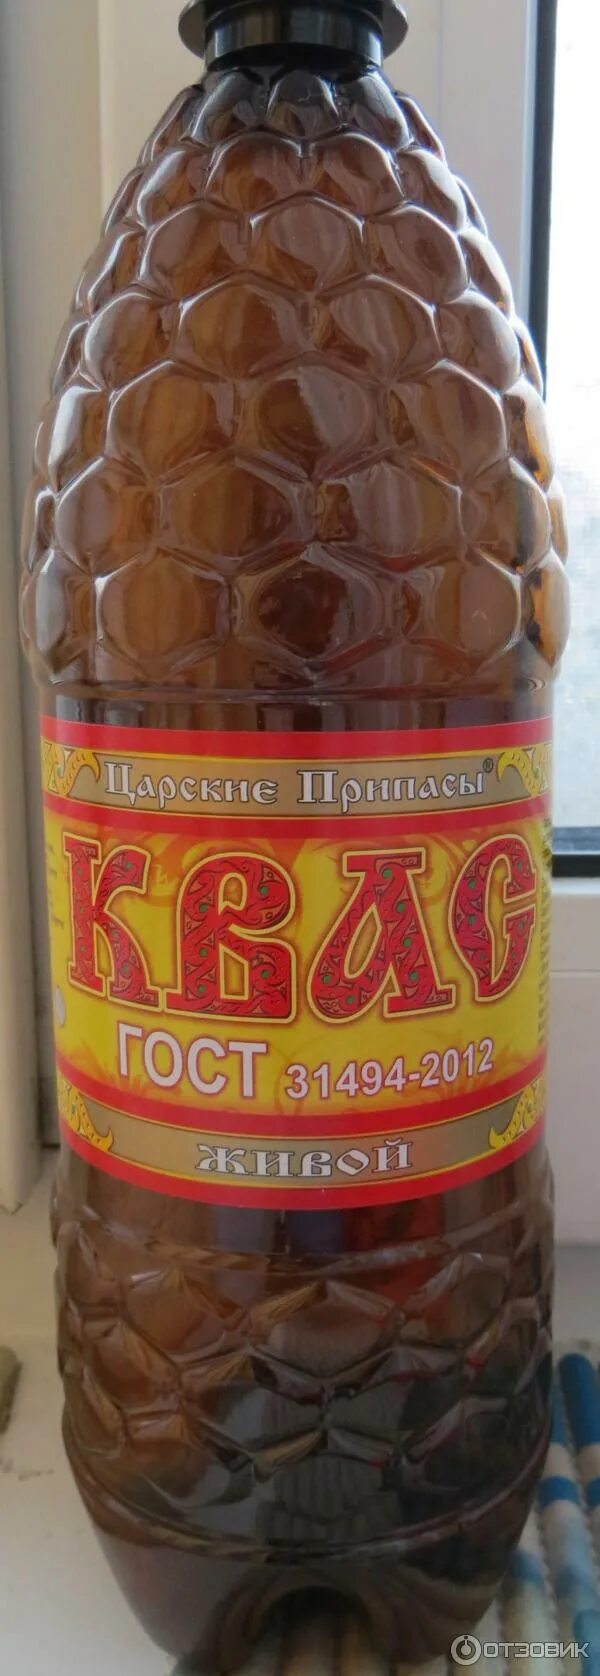 Царские Припасы®
КВАС
ГОСТ 31494-2012
живой
ОТЗОВИК